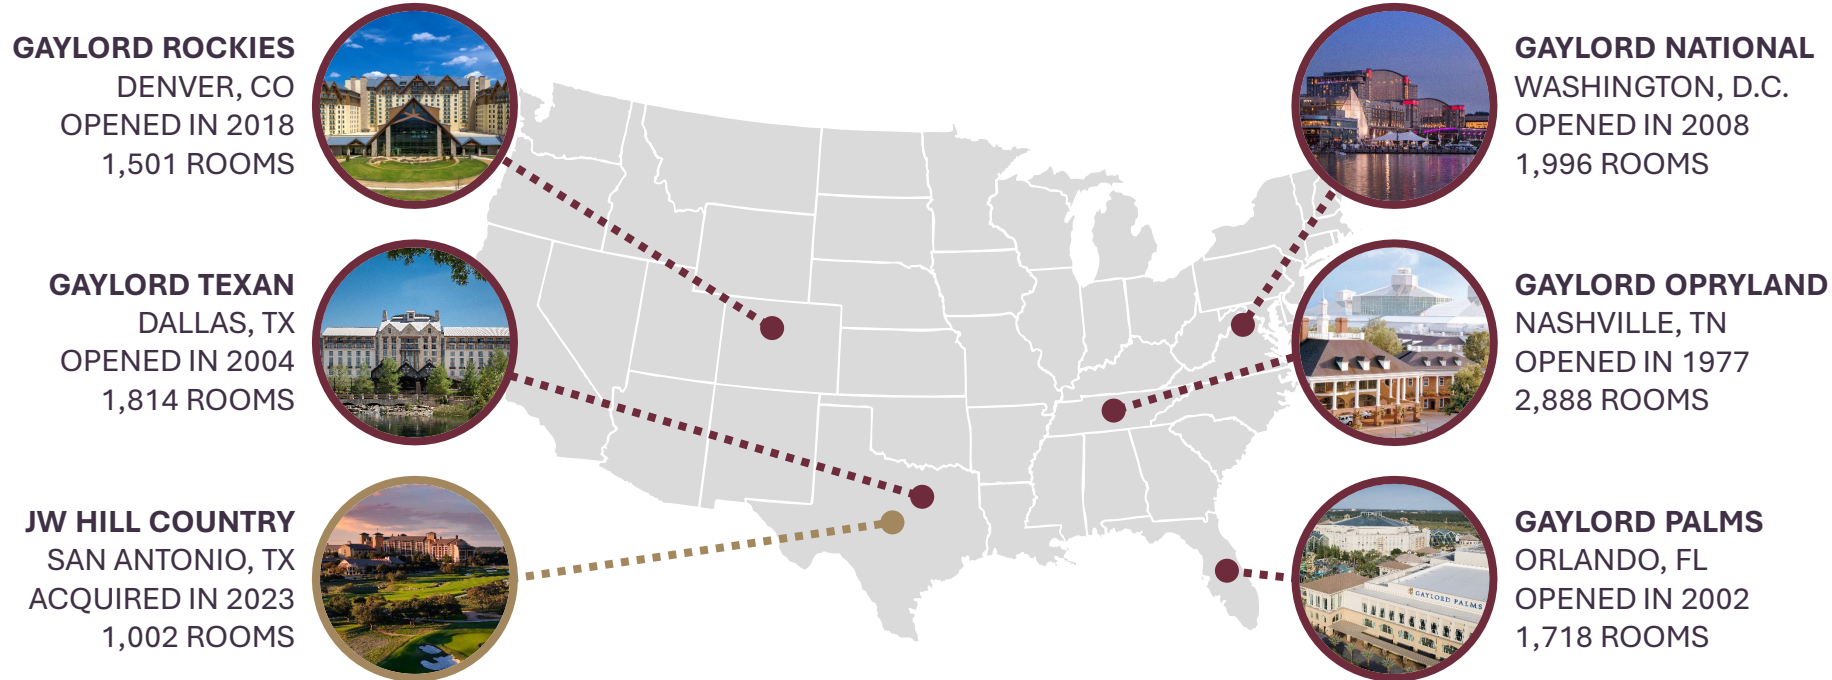 GAYLORD ROCKIES
DENVER, CO
OPENED IN 2018
1,501 ROOMS
GAYLORD TEXAN
DALLAS, TX
OPENED IN 2004
1,814 ROOMS
JW HILL COUNTRY
SAN ANTONIO, TX
ACQUIRED IN 2023
1,002 ROOMS
GAYLORD NATIONAL
WASHINGTON, D.C.
OPENED IN 2008
1,996 ROOMS
GAYLORD OPRYLAND
NASHVILLE, TN
OPENED IN 1977
2,888 ROOMS
GAYLORD PALMS
ORLANDO, FL
OPENED IN 2002
1,718 ROOMS
GAYLORD PALMS